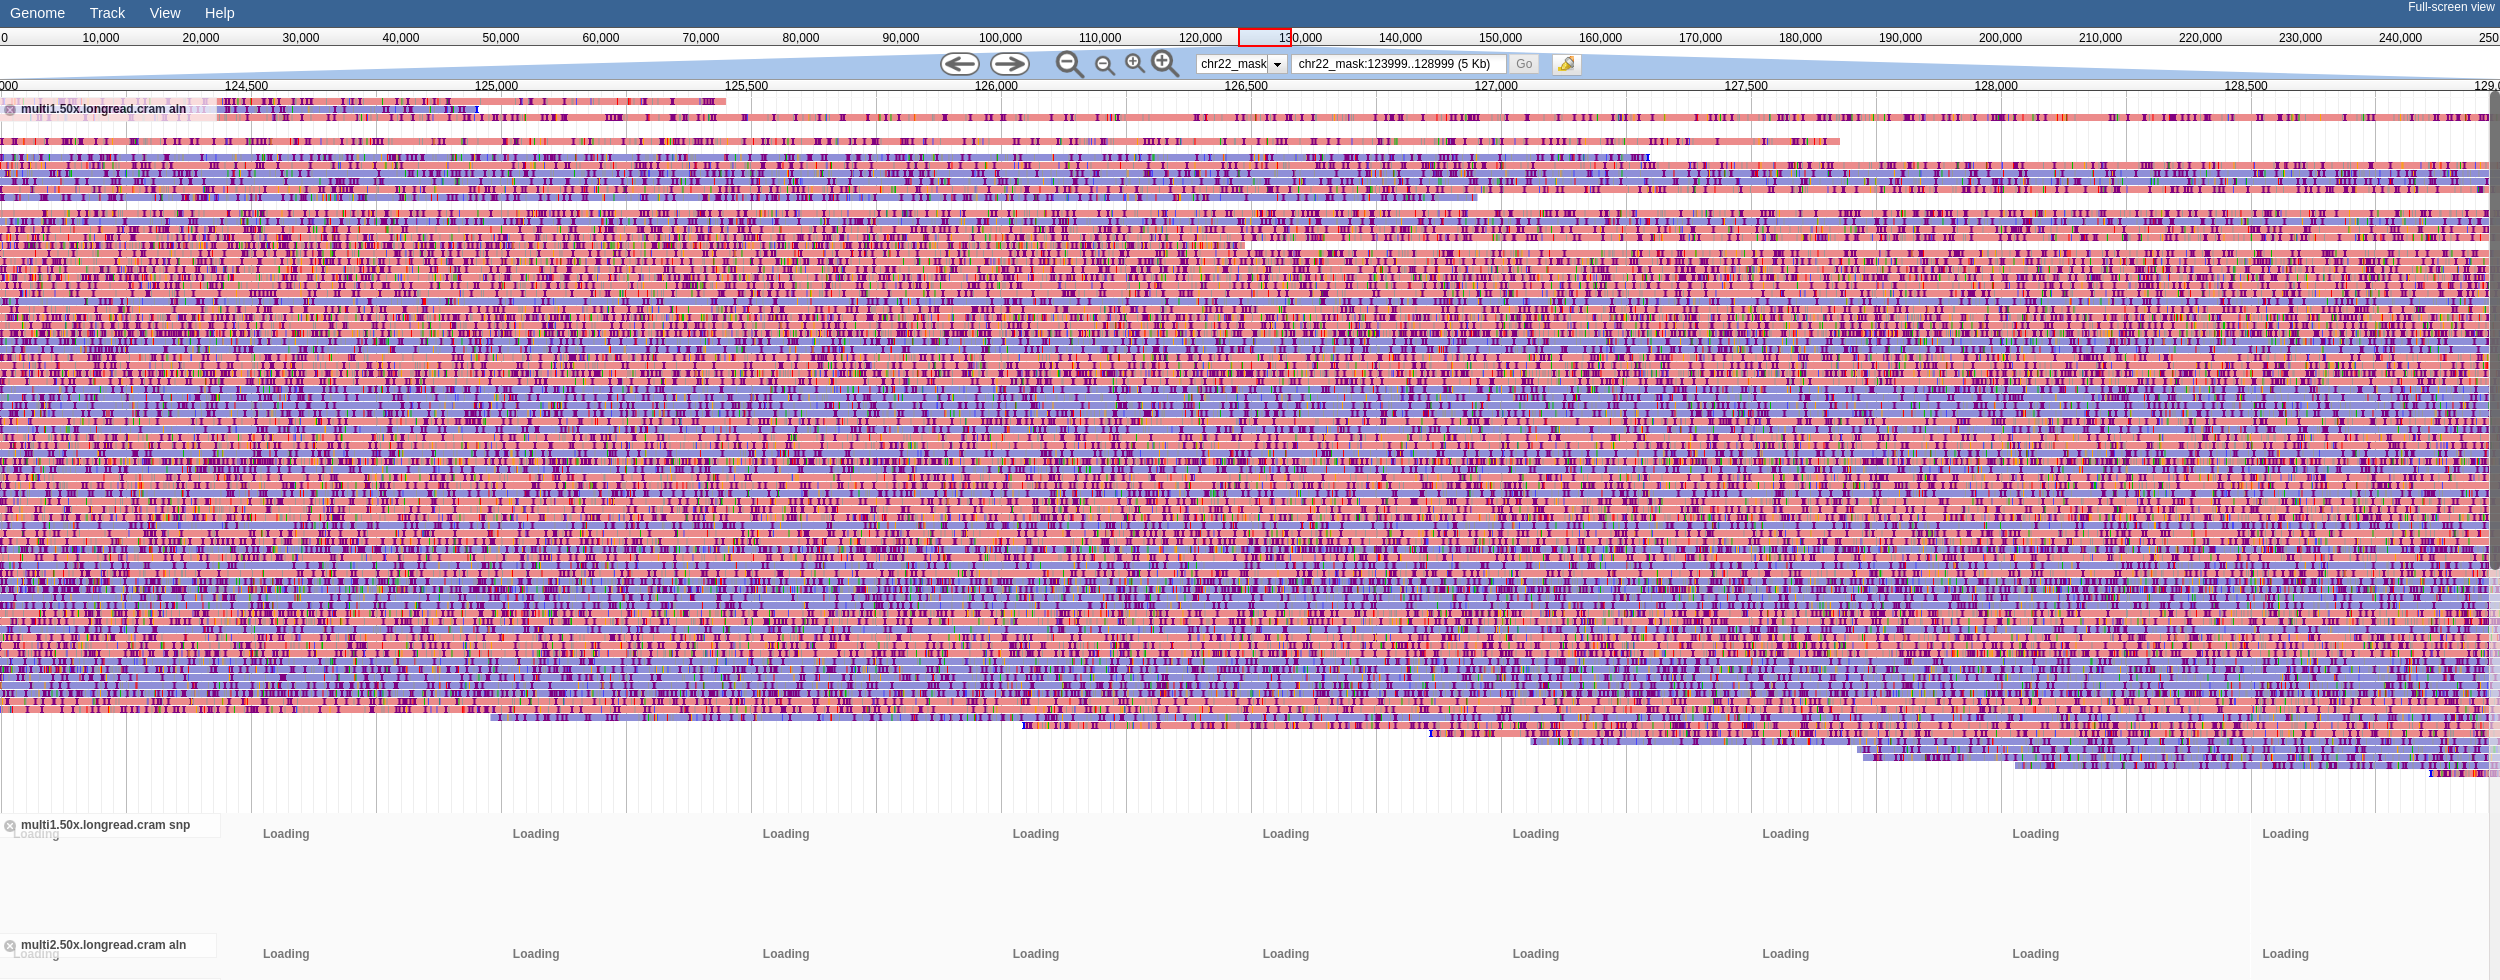 Genome Track View Help Full-screen view
0 10,000 20,000 30,000 40,000 50,000 60,000 70,000 80,000 90,000 100,000 110,000 120,000 130,000 140,000 150,000 160,000 170,000 180,000 190,000 200,000 210,000 220,000 230,000 240,000 250
chr22_mask chr22_mask:123999..128999 (5 Kb) Go
000 124,500 125,000 125,500 126,000 126,500 127,000 127,500 128,000 128,500 129,0
multi1.50x.longread.cram aln
multi1.50x.longread.cram snp
Loading Loading Loading Loading Loading Loading Loading Loading Loading Loading
multi2.50x.longread.cram aln
Loading Loading Loading Loading Loading Loading Loading Loading Loading Loading